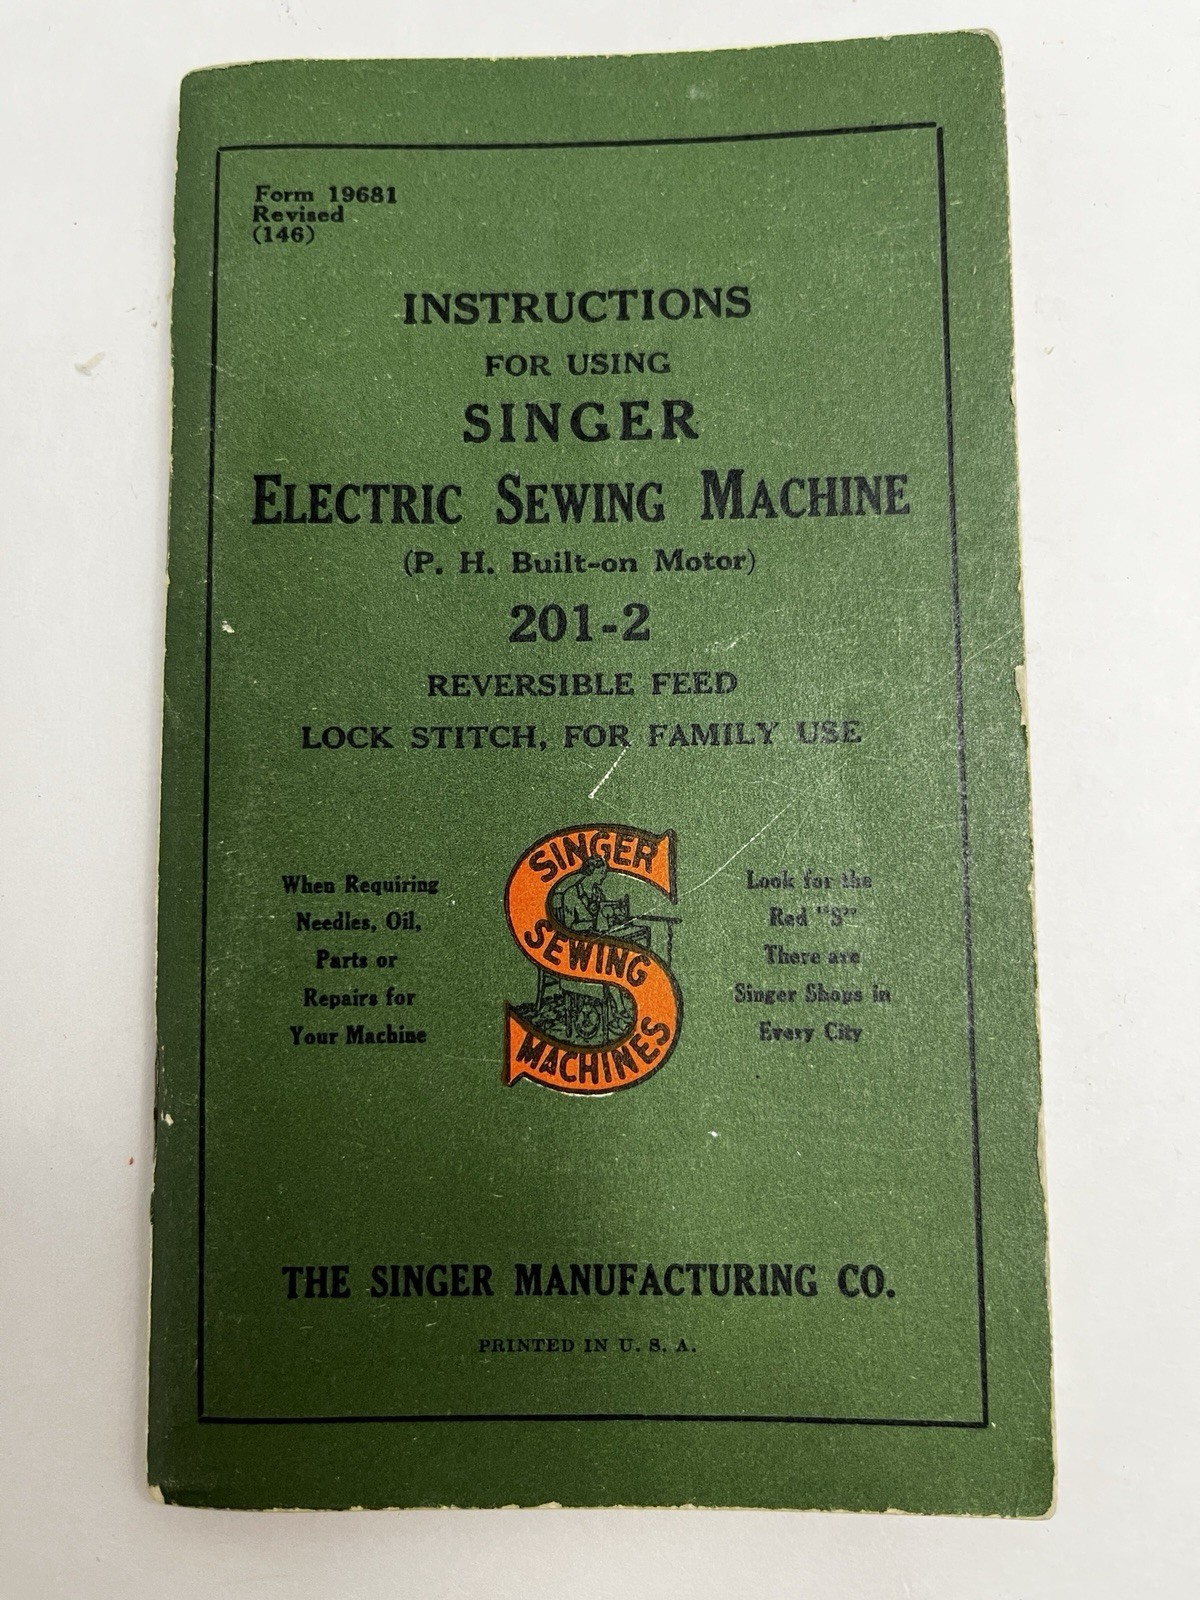 Form 19681
Revised
(146)
INSTRUCTIONS
FOR USING
SINGER
ELECTRIC SEWING MACHINE
(P. H. Built-on Motor)
201-2
REVERSIBLE FEED
LOCK STITCH, FOR FAMILY USE
When Requiring
Needles, Oil,
Parts or
Repairs for
Your Machine
SINGER
SEWING
MACHINES
Look for the
Red "S"
There are
Singer Shops in
Every City
THE SINGER MANUFACTURING CO.
PRINTED IN U. S. A.